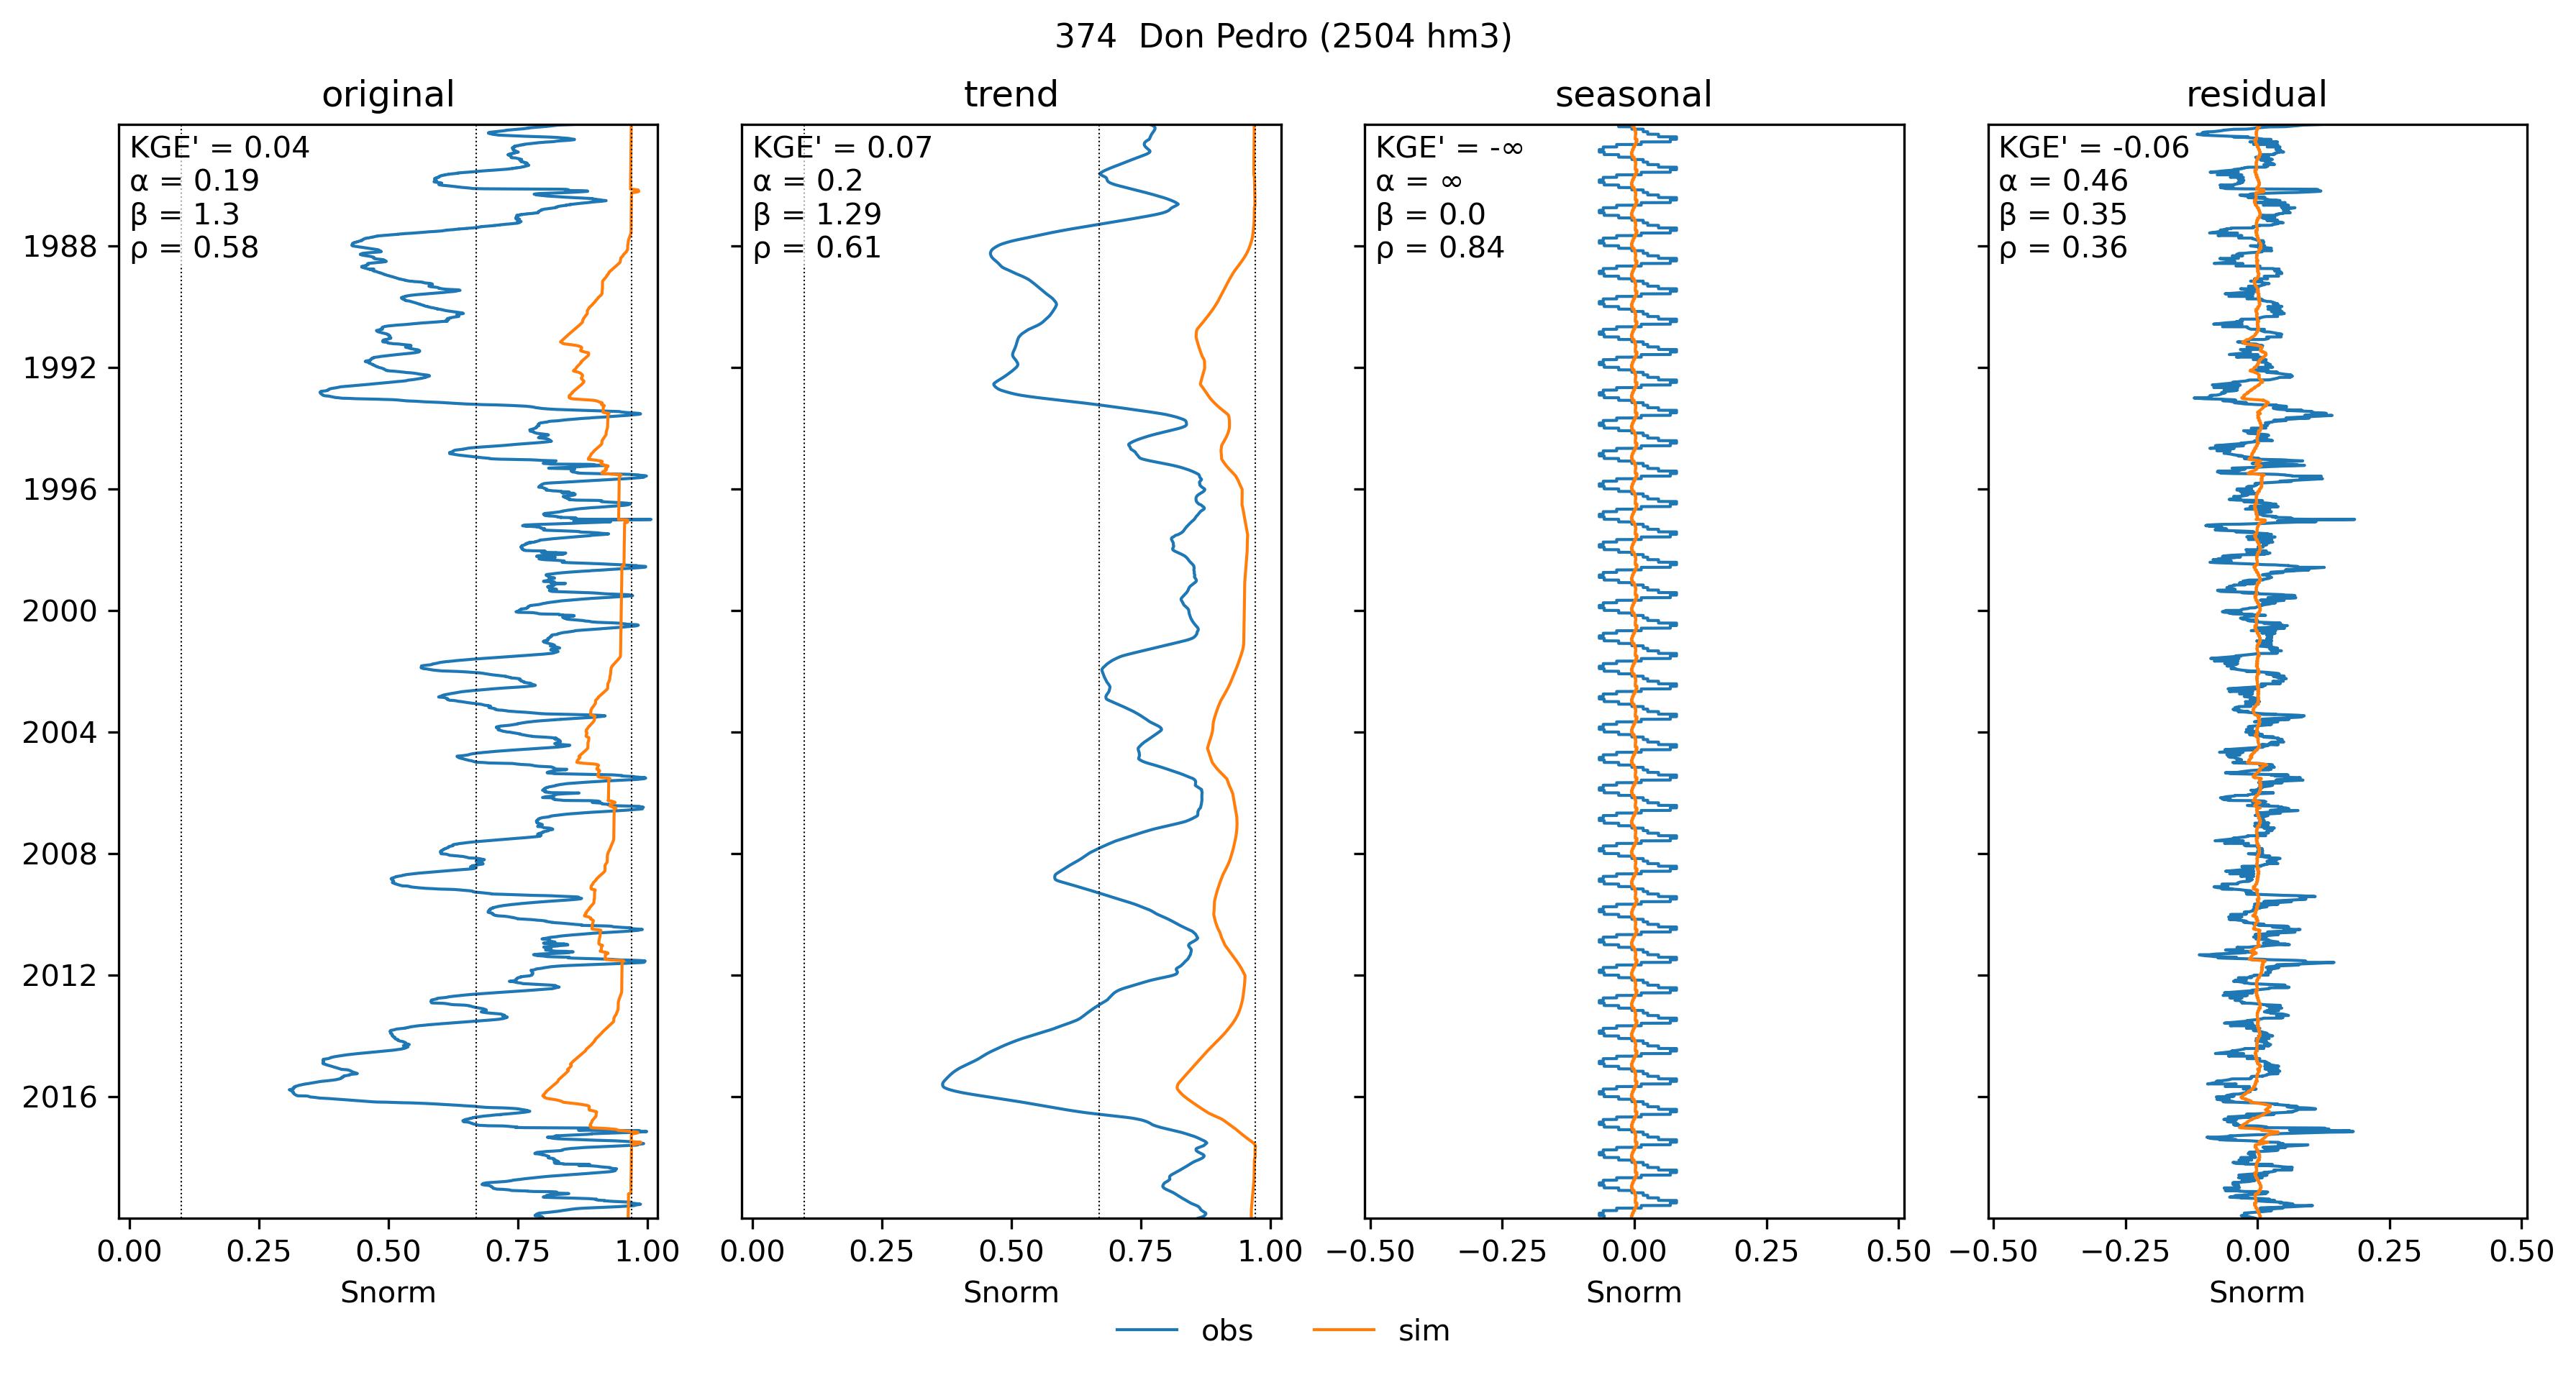 374  Don Pedro (2504 hm3)
original
trend
seasonal
residual
KGE' = 0.04
α = 0.19
β = 1.3
ρ = 0.58
KGE' = 0.07
α = 0.2
β = 1.29
ρ = 0.61
KGE' = -∞
α = ∞
β = 0.0
ρ = 0.84
KGE' = -0.06
α = 0.46
β = 0.35
ρ = 0.36
1988
1992
1996
2000
2004
2008
2012
2016
0.00 0.25 0.50 0.75 1.00
0.00 0.25 0.50 0.75 1.00
−0.50 −0.25 0.00 0.25 0.50
−0.50 −0.25 0.00 0.25 0.50
Snorm
Snorm
Snorm
Snorm
obs sim